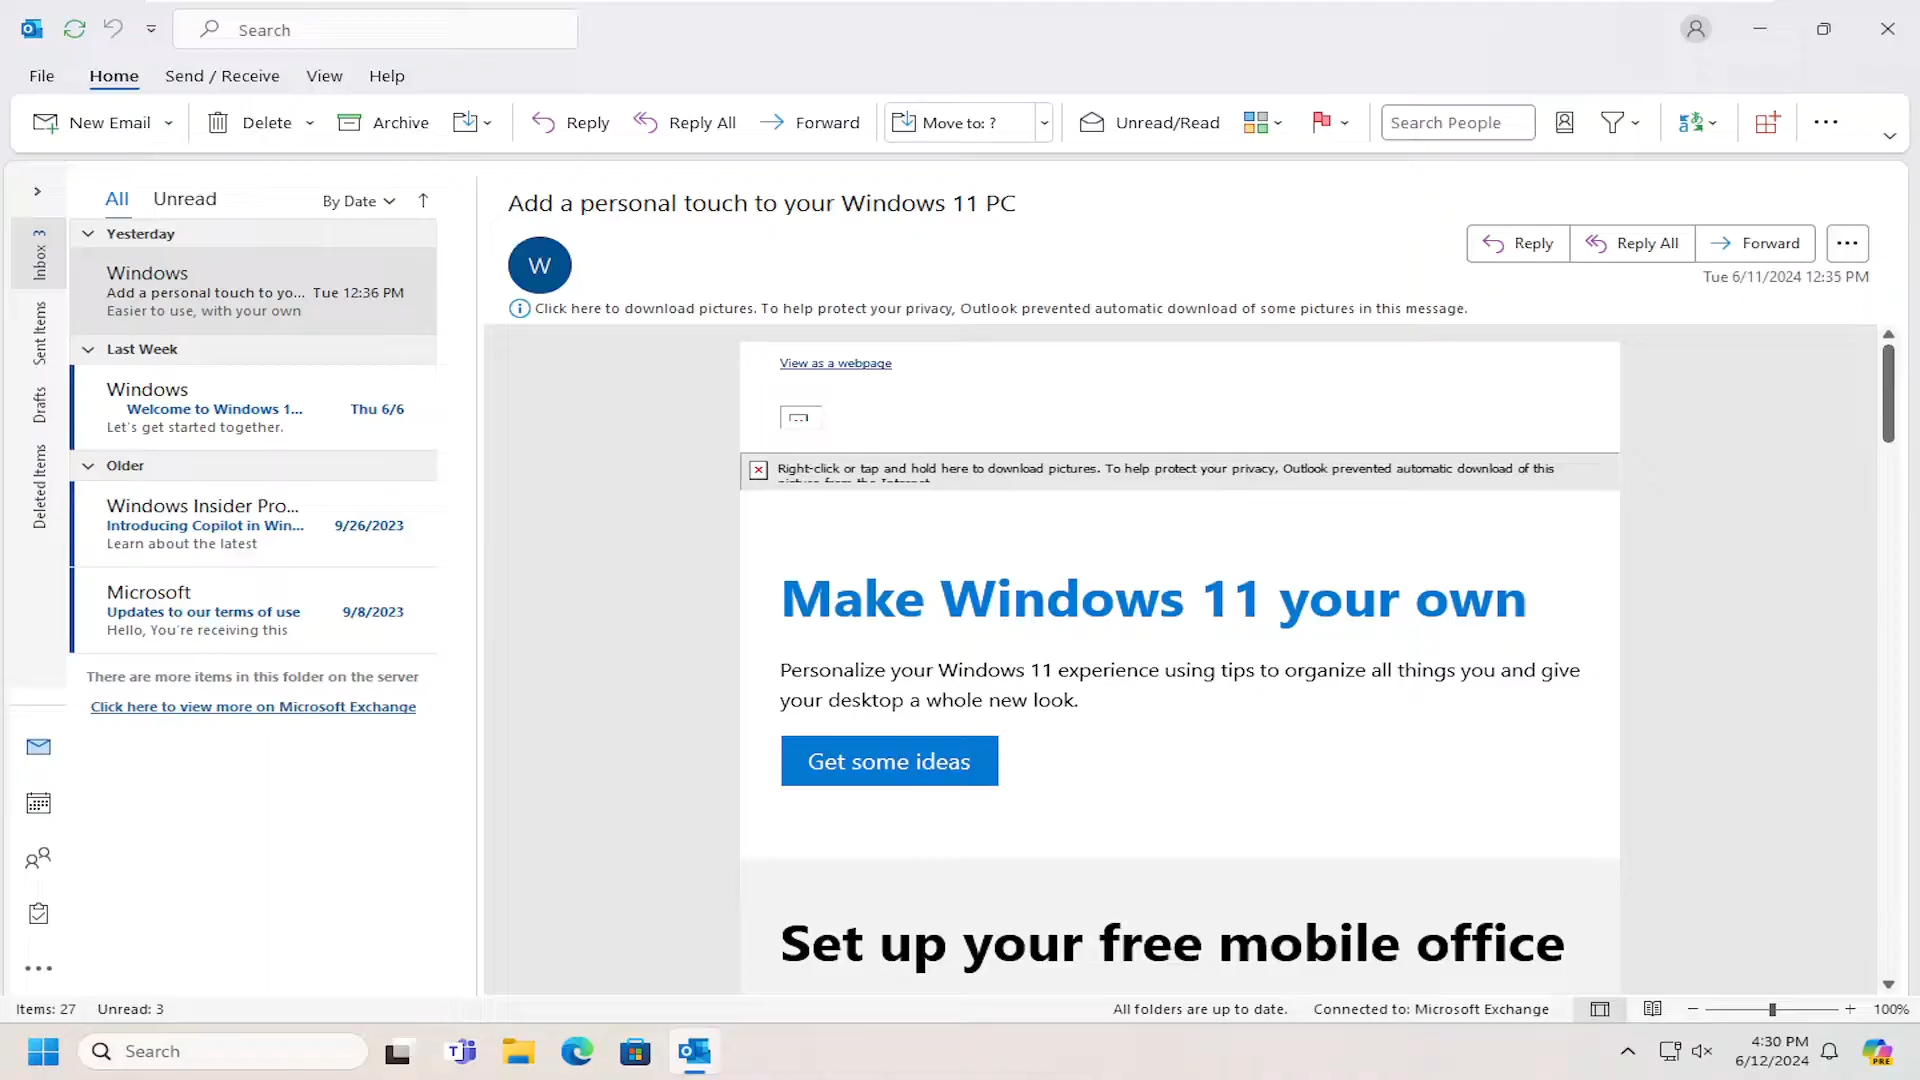 Search
File
Home
Send / Receive
View
Help
New Email
Delete
Archive
Reply
Reply All
Forward
Move to: ?
Unread/Read
Search People
All
Unread
By Date
Yesterday
Windows
Add a personal touch to yo... Tue 12:36 PM
Easier to use, with your own
Last Week
Windows
Welcome to Windows 1... Thu 6/6
Let's get started together.
Older
Windows Insider Pro...
Introducing Copilot in Win... 9/26/2023
Learn about the latest
Microsoft
Updates to our terms of use 9/8/2023
Hello, You're receiving this
There are more items in this folder on the server
Click here to view more on Microsoft Exchange
Inbox 3
Sent Items
Drafts
Deleted Items
Add a personal touch to your Windows 11 PC
W
Reply
Reply All
Forward
Tue 6/11/2024 12:35 PM
Click here to download pictures. To help protect your privacy, Outlook prevented automatic download of some pictures in this message.
View as a webpage
Right-click or tap and hold here to download pictures. To help protect your privacy, Outlook prevented automatic download of this
picture from the Internet.
Make Windows 11 your own
Personalize your Windows 11 experience using tips to organize all things you and give
your desktop a whole new look.
Get some ideas
Set up your free mobile office
Items: 27
Unread: 3
All folders are up to date.
Connected to: Microsoft Exchange
100%
Search
4:30 PM
6/12/2024
PRE